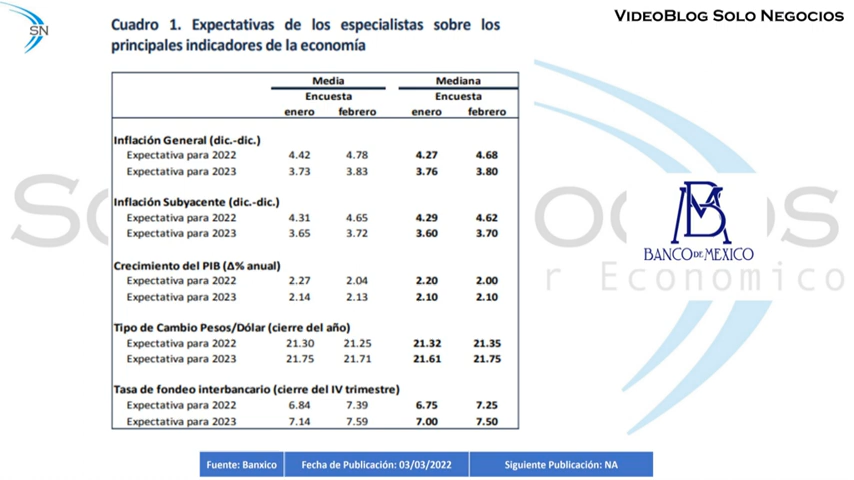 SN
VideoBlog Solo Negocios
Cuadro 1. Expectativas de los especialistas sobre los
principales indicadores de la economía
Media Mediana
Encuesta Encuesta
enero febrero enero febrero
Inflación General (dic.-dic.)
Expectativa para 2022 4.42 4.78 4.27 4.68
Expectativa para 2023 3.73 3.83 3.76 3.80
Inflación Subyacente (dic.-dic.)
Expectativa para 2022 4.31 4.65 4.29 4.62
Expectativa para 2023 3.65 3.72 3.60 3.70
Crecimiento del PIB (Δ% anual)
Expectativa para 2022 2.27 2.04 2.20 2.00
Expectativa para 2023 2.14 2.13 2.10 2.10
Tipo de Cambio Pesos/Dólar (cierre del año)
Expectativa para 2022 21.30 21.25 21.32 21.35
Expectativa para 2023 21.75 21.71 21.61 21.75
Tasa de fondeo interbancario (cierre del IV trimestre)
Expectativa para 2022 6.84 7.39 6.75 7.25
Expectativa para 2023 7.14 7.59 7.00 7.50
BANCO DE MEXICO
r Economico
Fuente: Banxico Fecha de Publicación: 03/03/2022 Siguiente Publicación: NA